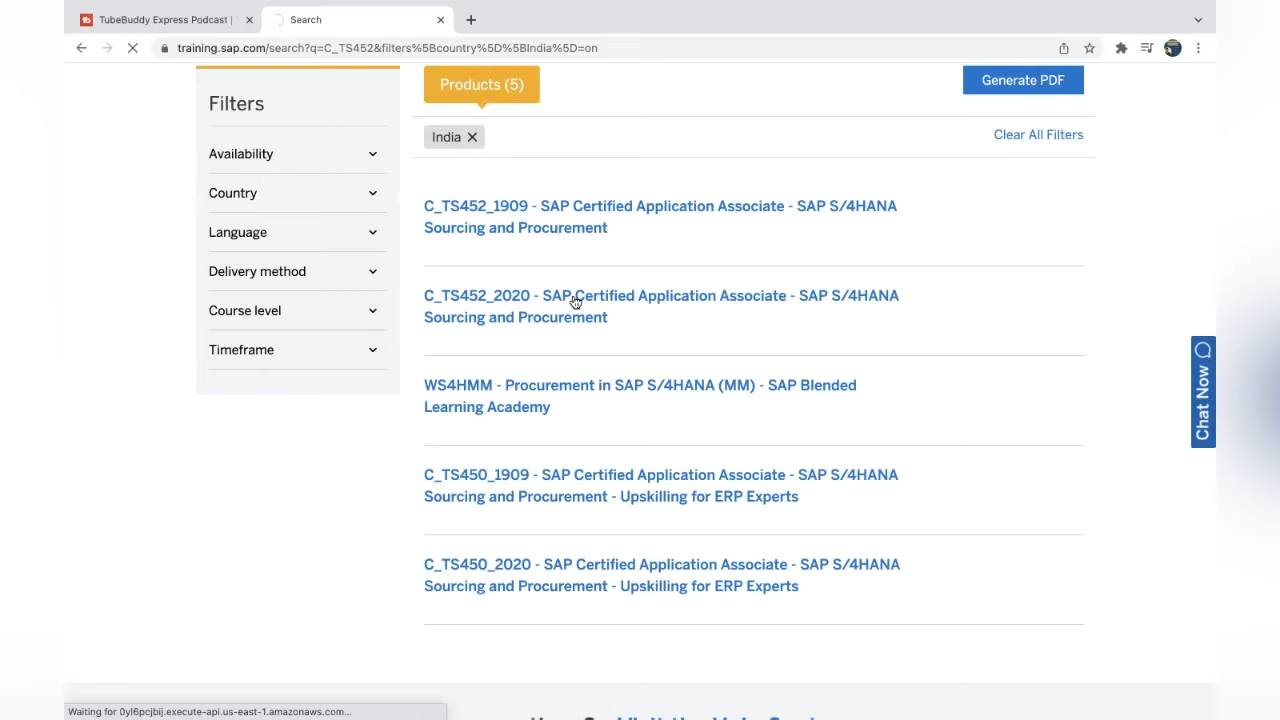 TubeBuddy Express Podcast |
Search
training.sap.com/search?q=C_TS452&filters%5Bcountry%5D%5BIndia%5D=on
Filters
Availability
Country
Language
Delivery method
Course level
Timeframe
Products (5)
Generate PDF
India
Clear All Filters
C_TS452_1909 - SAP Certified Application Associate - SAP S/4HANA
Sourcing and Procurement
C_TS452_2020 - SAP Certified Application Associate - SAP S/4HANA
Sourcing and Procurement
WS4HMM - Procurement in SAP S/4HANA (MM) - SAP Blended
Learning Academy
C_TS450_1909 - SAP Certified Application Associate - SAP S/4HANA
Sourcing and Procurement - Upskilling for ERP Experts
C_TS450_2020 - SAP Certified Application Associate - SAP S/4HANA
Sourcing and Procurement - Upskilling for ERP Experts
Chat Now
Waiting for 0yl6pcjbij.execute-api.us-east-1.amazonaws.com...